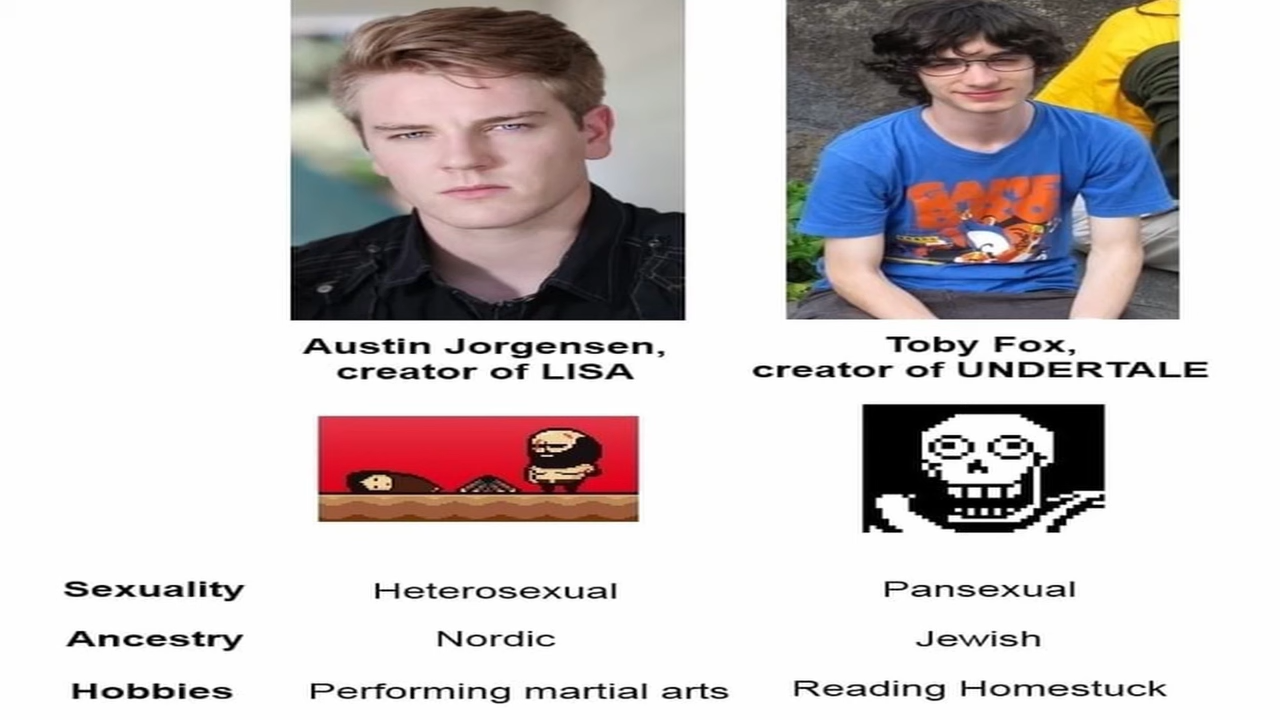 Austin Jorgensen,
creator of LISA
Toby Fox,
creator of UNDERTALE
Sexuality Heterosexual Pansexual
Ancestry Nordic Jewish
Hobbies Performing martial arts Reading Homestuck